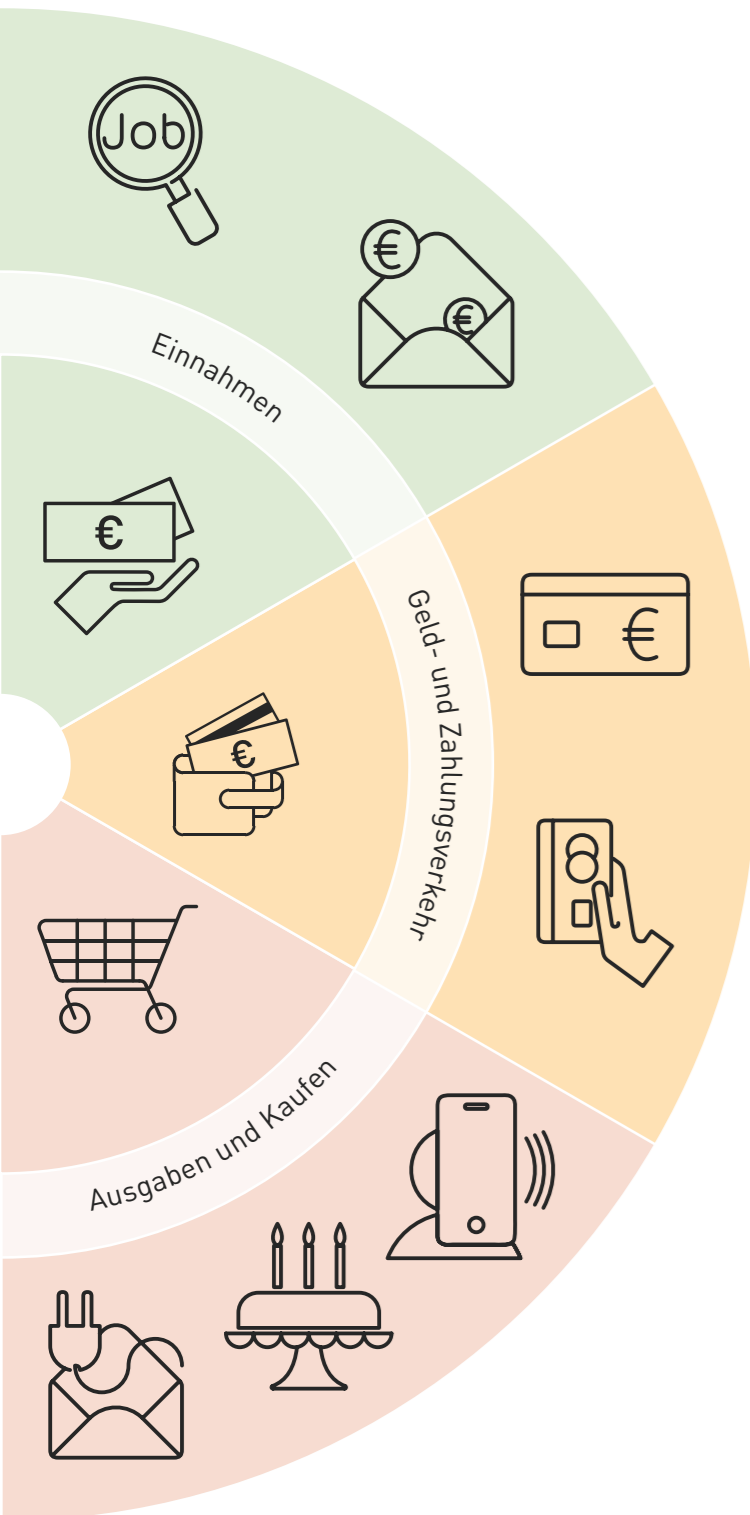 Job
€
€
Einnahmen
€
€
Geld- und Zahlungsverkehr
€
Ausgaben und Kaufen